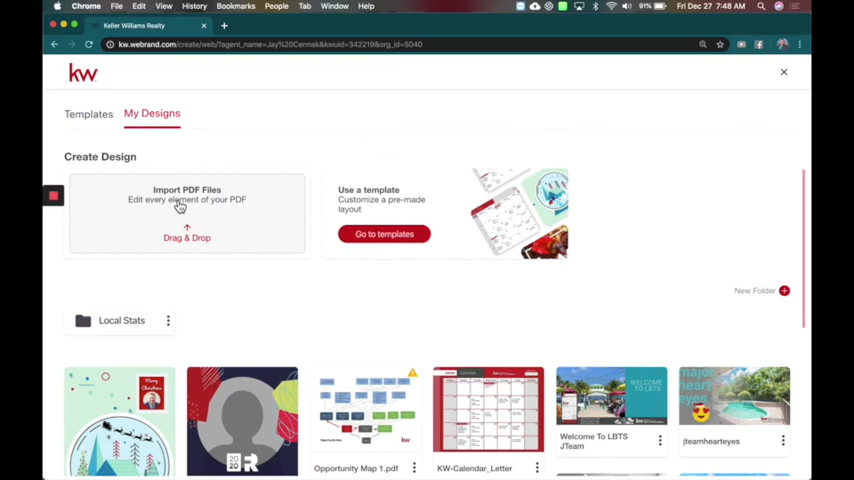 Chrome File Edit View History Bookmarks People Tab Window Help 91% Fri Dec 27 7:48 AM
Keller Williams Realty
kw.webrand.com/create/web/?agent_name=Jay%20Cermak&kwuid=342219&org_id=5040
kw
Templates My Designs
Create Design
Import PDF Files
Edit every element of your PDF
Drag & Drop
Use a template
Customize a pre-made
layout
Go to templates
New Folder
Local Stats
Merry
Christmas
2020
R
Opportunity Map
kw
Opportunity Map 1.pdf
KW-Calendar_Letter
WELCOME
TO LBTS
Welcome To LBTS
JTeam
major
heart
eyes
jteamhearteyes